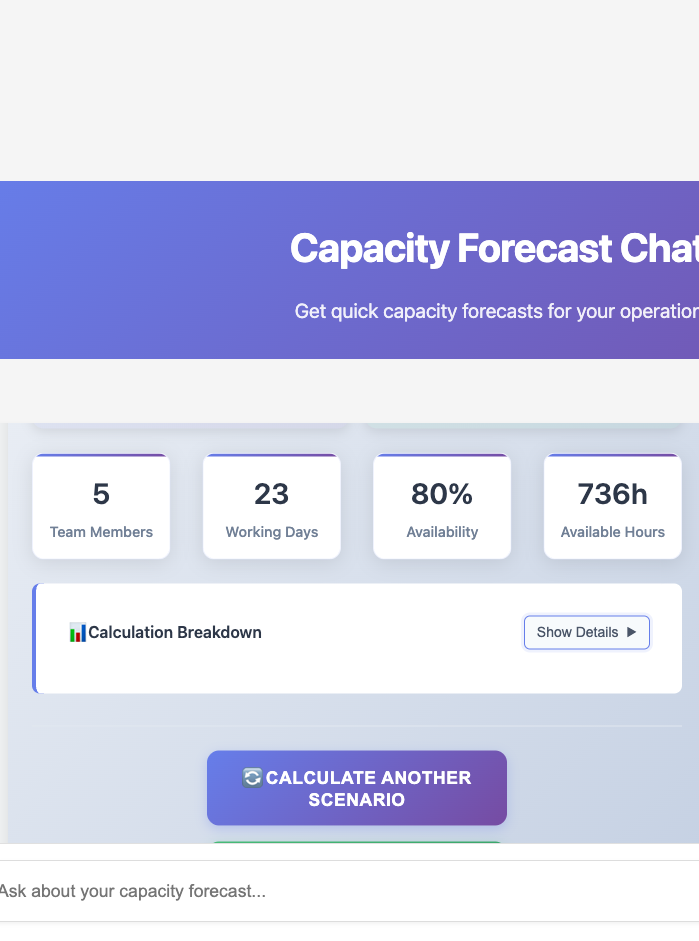 Capacity Forecast Chat
Get quick capacity forecasts for your operation
5
Team Members
23
Working Days
80%
Availability
736h
Available Hours
Calculation Breakdown
Show Details ▶
CALCULATE ANOTHER
SCENARIO
Ask about your capacity forecast...